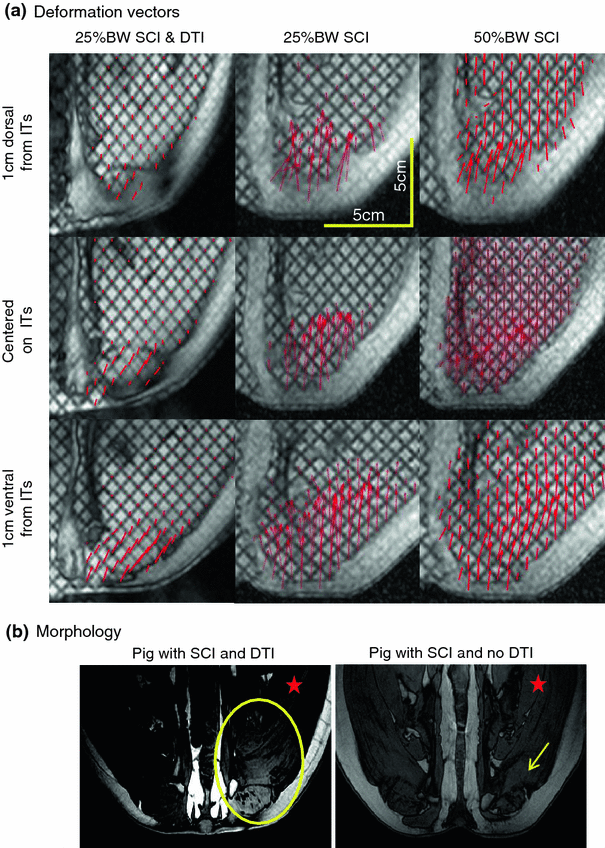 (a) Deformation vectors
25%BW SCI & DTI
25%BW SCI
50%BW SCI
1cm dorsal
from ITs
5cm
5cm
Centered
on ITs
1cm ventral
from ITs
(b) Morphology
Pig with SCI and DTI
Pig with SCI and no DTI